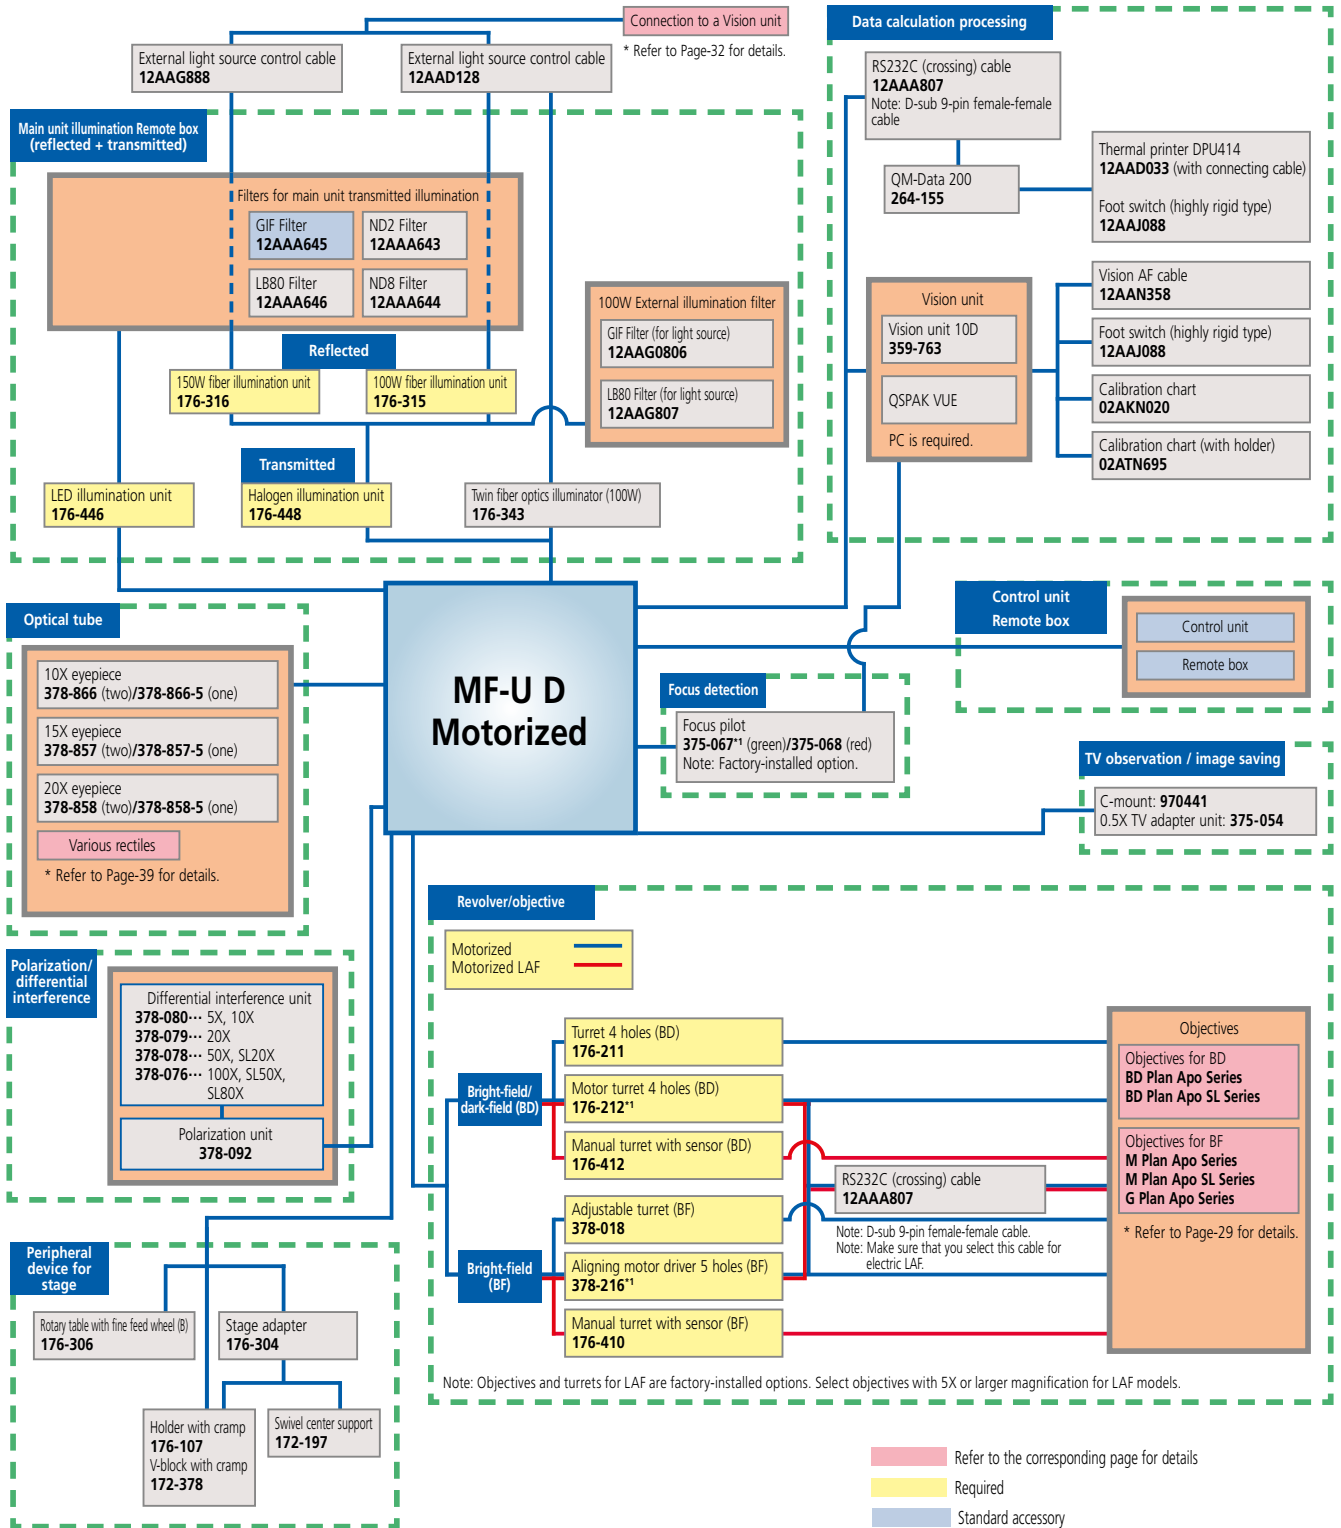 Connection to a Vision unit
* Refer to Page-32 for details.
External light source control cable
12AAG888
External light source control cable
12AAD128
Main unit illumination Remote box
(reflected + transmitted)
Filters for main unit transmitted illumination
GIF Filter
12AAA645
ND2 Filter
12AAA643
LB80 Filter
12AAA646
ND8 Filter
12AAA644
Reflected
150W fiber illumination unit
176-316
100W fiber illumination unit
176-315
100W External illumination filter
GIF Filter (for light source)
12AAG0806
LB80 Filter (for light source)
12AAG807
Transmitted
LED illumination unit
176-446
Halogen illumination unit
176-448
Twin fiber optics illuminator (100W)
176-343
Data calculation processing
RS232C (crossing) cable
12AAA807
Note: D-sub 9-pin female-female
cable
QM-Data 200
264-155
Thermal printer DPU414
12AAD033 (with connecting cable)
Foot switch (highly rigid type)
12AAJ088
Vision unit
Vision unit 10D
359-763
QSPAK VUE
PC is required.
Vision AF cable
12AAN358
Foot switch (highly rigid type)
12AAJ088
Calibration chart
02AKN020
Calibration chart (with holder)
02ATN695
Control unit
Remote box
Control unit
Remote box
Optical tube
10X eyepiece
378-866 (two)/378-866-5 (one)
15X eyepiece
378-857 (two)/378-857-5 (one)
20X eyepiece
378-858 (two)/378-858-5 (one)
Various rectiles
* Refer to Page-39 for details.
MF-U D
Motorized
Focus detection
Focus pilot
375-067*1 (green)/375-068 (red)
Note: Factory-installed option.
TV observation / image saving
C-mount: 970441
0.5X TV adapter unit: 375-054
Polarization/
differential
interference
Differential interference unit
378-080··· 5X, 10X
378-079··· 20X
378-078··· 50X, SL20X
378-076··· 100X, SL50X,
SL80X
Polarization unit
378-092
Revolver/objective
Motorized
Motorized LAF
Bright-field/
dark-field (BD)
Turret 4 holes (BD)
176-211
Motor turret 4 holes (BD)
176-212*1
Manual turret with sensor (BD)
176-412
Bright-field
(BF)
Adjustable turret (BF)
378-018
Aligning motor driver 5 holes (BF)
378-216*1
Manual turret with sensor (BF)
176-410
RS232C (crossing) cable
12AAA807
Note: D-sub 9-pin female-female cable.
Note: Make sure that you select this cable for
electric LAF.
Objectives
Objectives for BD
BD Plan Apo Series
BD Plan Apo SL Series
Objectives for BF
M Plan Apo Series
M Plan Apo SL Series
G Plan Apo Series
* Refer to Page-29 for details.
Note: Objectives and turrets for LAF are factory-installed options. Select objectives with 5X or larger magnification for LAF models.
Peripheral
device for
stage
Rotary table with fine feed wheel (B)
176-306
Stage adapter
176-304
Holder with cramp
176-107
V-block with cramp
172-378
Swivel center support
172-197
Refer to the corresponding page for details
Required
Standard accessory